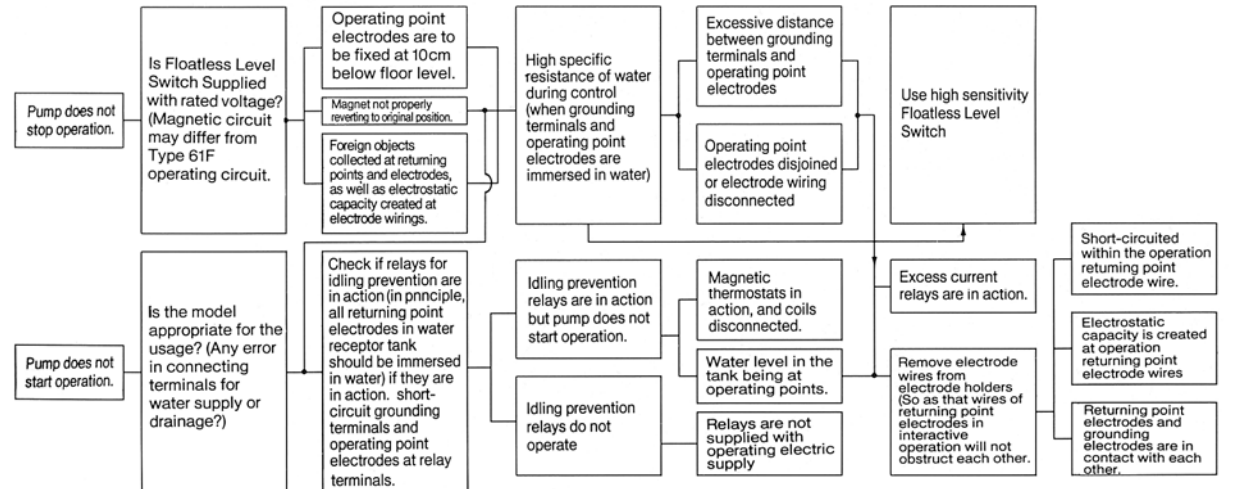 Pump does not
stop operation.
Is Floatless Level
Switch Supplied
with rated voltage?
(Magnetic circuit
may differ from
Type 61F
operating circuit.
Operating point
electrodes are to
be fixed at 10cm
below floor level.
Magnet not properly
reverting to original position.
Foreign objects
collected at returning
points and electrodes,
as well as electrostatic
capacity created at
electrode wirings.
High specific
resistance of water
during control
(when grounding
terminals and
operating point
electrodes are
immersed in water)
Excessive distance
between grounding
terminals and
operating point
electrodes
Operating point
electrodes disjoined
or electrode wiring
disconnected
Use high sensitivity
Floatless Level
Switch
Pump does not
start operation.
Is the model
appropriate for the
usage? (Any error
in connecting
terminals for
water supply or
drainage?)
Check if relays for
idling prevention are
in action (in pnnciple,
all returning point
electrodes in water
receptor tank
should be immersed
in water) if they are
in action. short-
circuit grounding
terminals and
operating point
electrodes at relay
terminals.
Idling prevention
relays are in action
but pump does not
start operation.
Idling prevention
relays do not
operate
Magnetic
thermostats in
action, and coils
disconnected.
Water level in the
tank being at
operating points.
Relays are not
supplied with
operating electric
supply
Excess current
relays are in action.
Remove electrode
wires from
electrode holders
(So as that wires of
returning point
electrodes in
interactive
operation will not
obstruct each other.
Short-circuited
within the operation
returning point
electrode wire.
Electrostatic
capacity is created
at operation
returning point
electrode wires
Returning point
electrodes and
grounding
electrodes are in
contact with each
other.